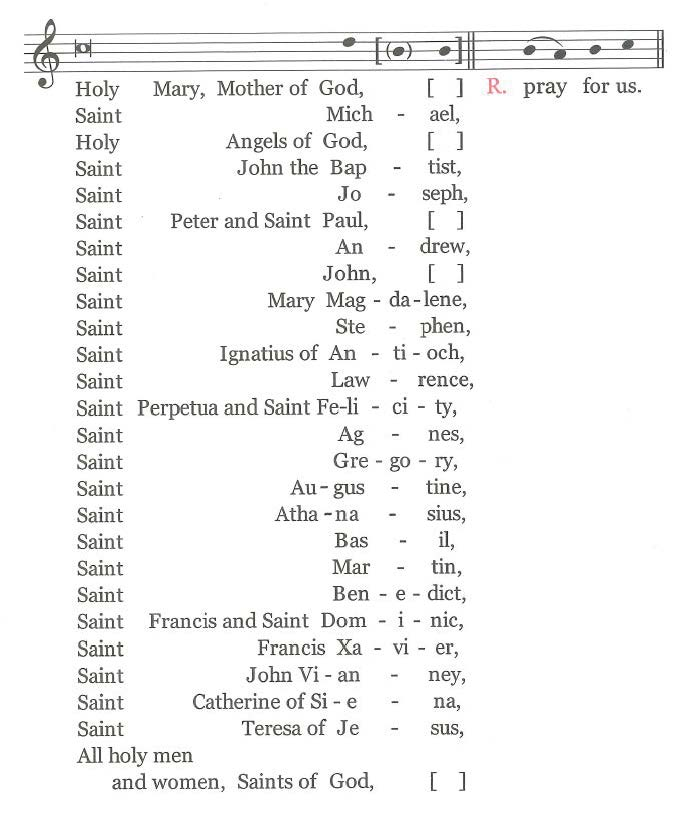 Holy Mary, Mother of God, [ ] R. pray for us.
Saint Mich - ael,
Holy Angels of God, [ ]
Saint John the Bap - tist,
Saint Jo - seph,
Saint Peter and Saint Paul, [ ]
Saint An - drew,
Saint John, [ ]
Saint Mary Mag - da - lene,
Saint Ste - phen,
Saint Ignatius of An - ti - och,
Saint Law - rence,
Saint Perpetua and Saint Fe-li - ci - ty,
Saint Ag - nes,
Saint Gre - go - ry,
Saint Au - gus - tine,
Saint Atha - na - sius,
Saint Bas - il,
Saint Mar - tin,
Saint Ben - e - dict,
Saint Francis and Saint Dom - i - nic,
Saint Francis Xa - vi - er,
Saint John Vi - an - ney,
Saint Catherine of Si - e - na,
Saint Teresa of Je - sus,
All holy men
and women, Saints of God, [ ]